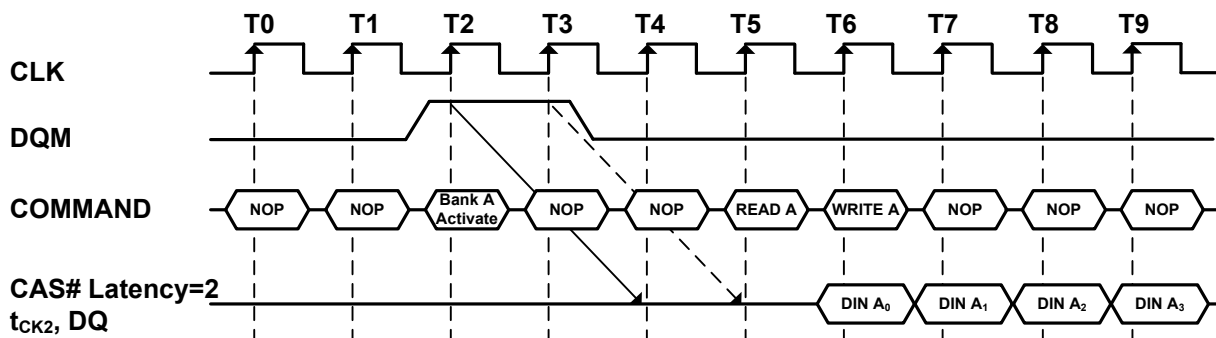 T0 T1 T2 T3 T4 T5 T6 T7 T8 T9
CLK
DQM
COMMAND NOP NOP Bank A Activate NOP NOP READ A WRITE A NOP NOP NOP
CAS# Latency=2
tCK2, DQ DIN A0 DIN A1 DIN A2 DIN A3